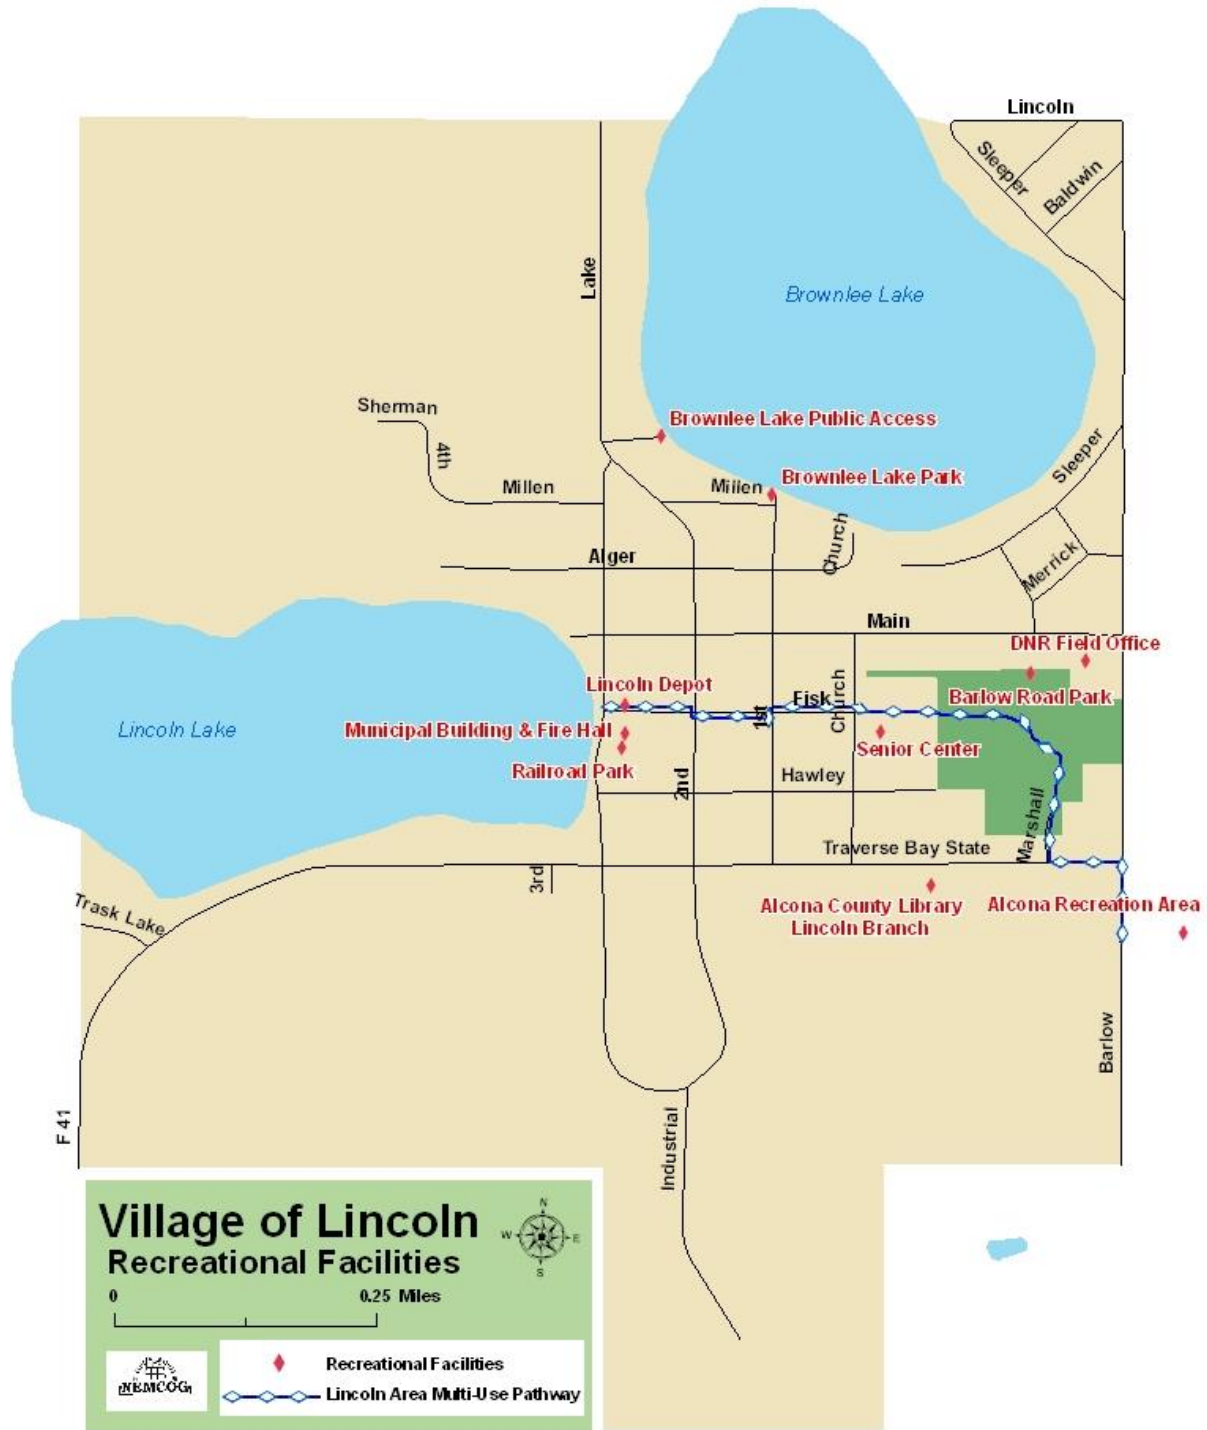 Lincoln
Sleeper
Baldwin
Lake
Brownlee Lake
Sherman
4th
Brownlee Lake Public Access
Sleeper
Millen
Millen
Brownlee Lake Park
Church
Alger
Merrick
Main
DNR Field Office
Lincoln Depot
Fisk
Church
Barlow Road Park
1st
Lincoln Lake
Municipal Building & Fire Hall
Senior Center
Railroad Park
2nd
Hawley
Marshall
Traverse Bay State
3rd
Trask Lake
Alcona County Library
Lincoln Branch
Alcona Recreation Area
Barlow
F 41
Industrial
Village of Lincoln
Recreational Facilities
N
W
E
S
0
0.25 Miles
NEMCOG
Recreational Facilities
Lincoln Area Multi-Use Pathway